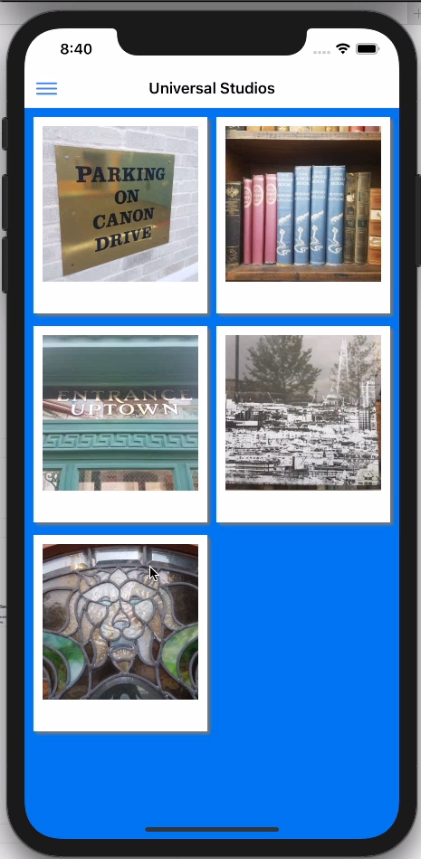 8:40
Universal Studios
PARKING
ON
CANON
DRIVE
ENTRANCE
UPTOWN